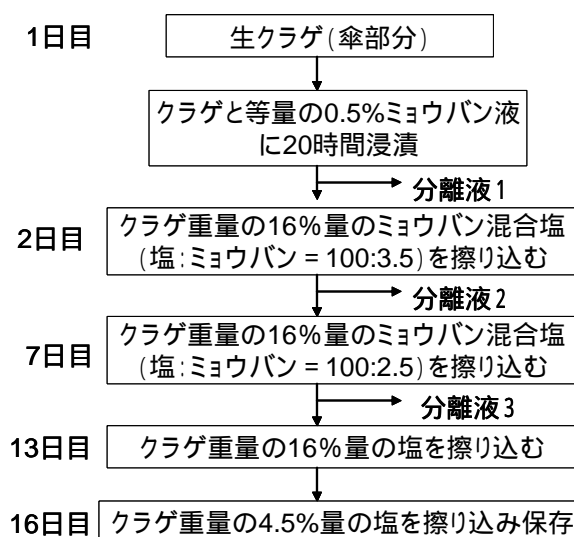 1日目
生クラゲ(傘部分)
クラゲと等量の0.5%ミョウバン液
に20時間浸漬
分離液1
2日目
クラゲ重量の16%量のミョウバン混合塩
(塩:ミョウバン = 100:3.5)を擦り込む
分離液2
7日目
クラゲ重量の16%量のミョウバン混合塩
(塩:ミョウバン = 100:2.5)を擦り込む
分離液3
13日目
クラゲ重量の16%量の塩を擦り込む
16日目
クラゲ重量の4.5%量の塩を擦り込み保存